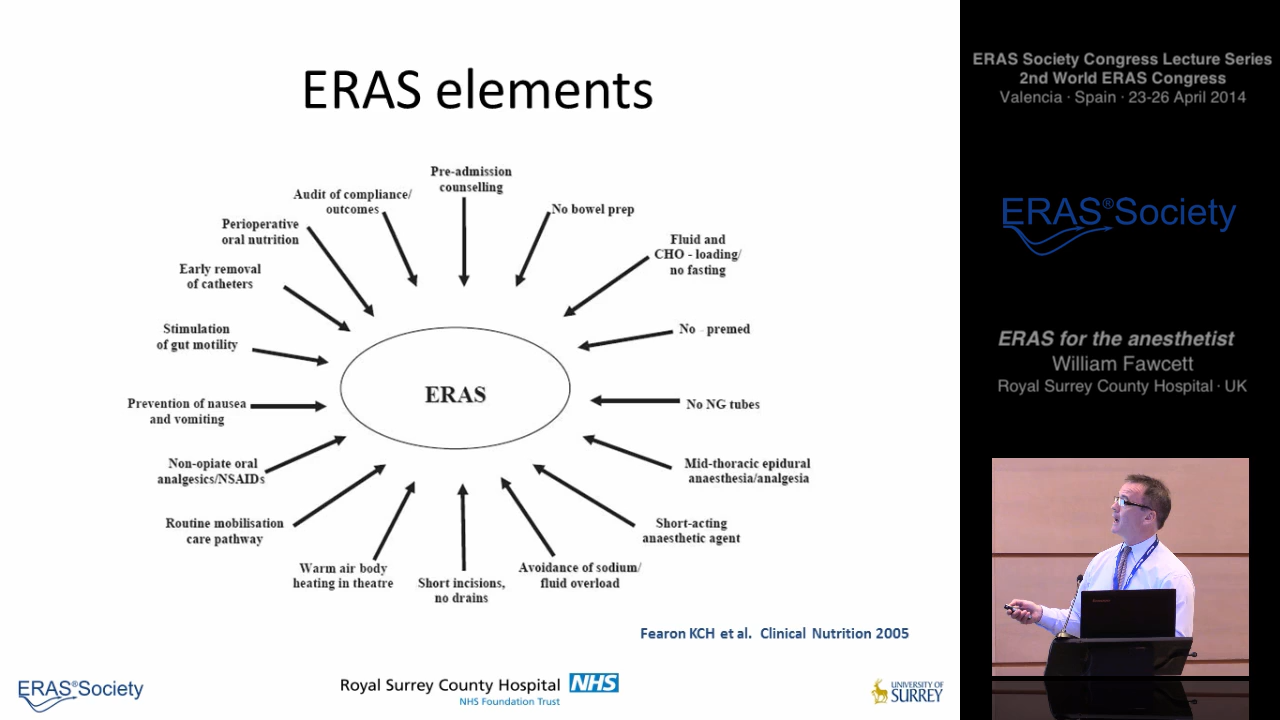 ERAS elements
Pre-admission
counselling
Audit of compliance/
outcomes
No bowel prep
Perioperative
oral nutrition
Fluid and
CHO - loading/
no fasting
Early removal
of catheters
Stimulation
of gut motility
No - premed
ERAS
Prevention of nausea
and vomiting
No NG tubes
Non-opiate oral
analgesics/NSAIDs
Mid-thoracic epidural
anaesthesia/analgesia
Routine mobilisation
care pathway
Short-acting
anaesthetic agent
Warm air body
heating in theatre
Short incisions,
no drains
Avoidance of sodium/
fluid overload
Fearon KCH et al. Clinical Nutrition 2005
ERAS®Society
Royal Surrey County Hospital NHS
NHS Foundation Trust
UNIVERSITY OF
SURREY
ERAS Society Congress Lecture Series
2nd World ERAS Congress
Valencia · Spain · 23-26 April 2014
ERAS®Society
ERAS for the anesthetist
William Fawcett
Royal Surrey County Hospital · UK